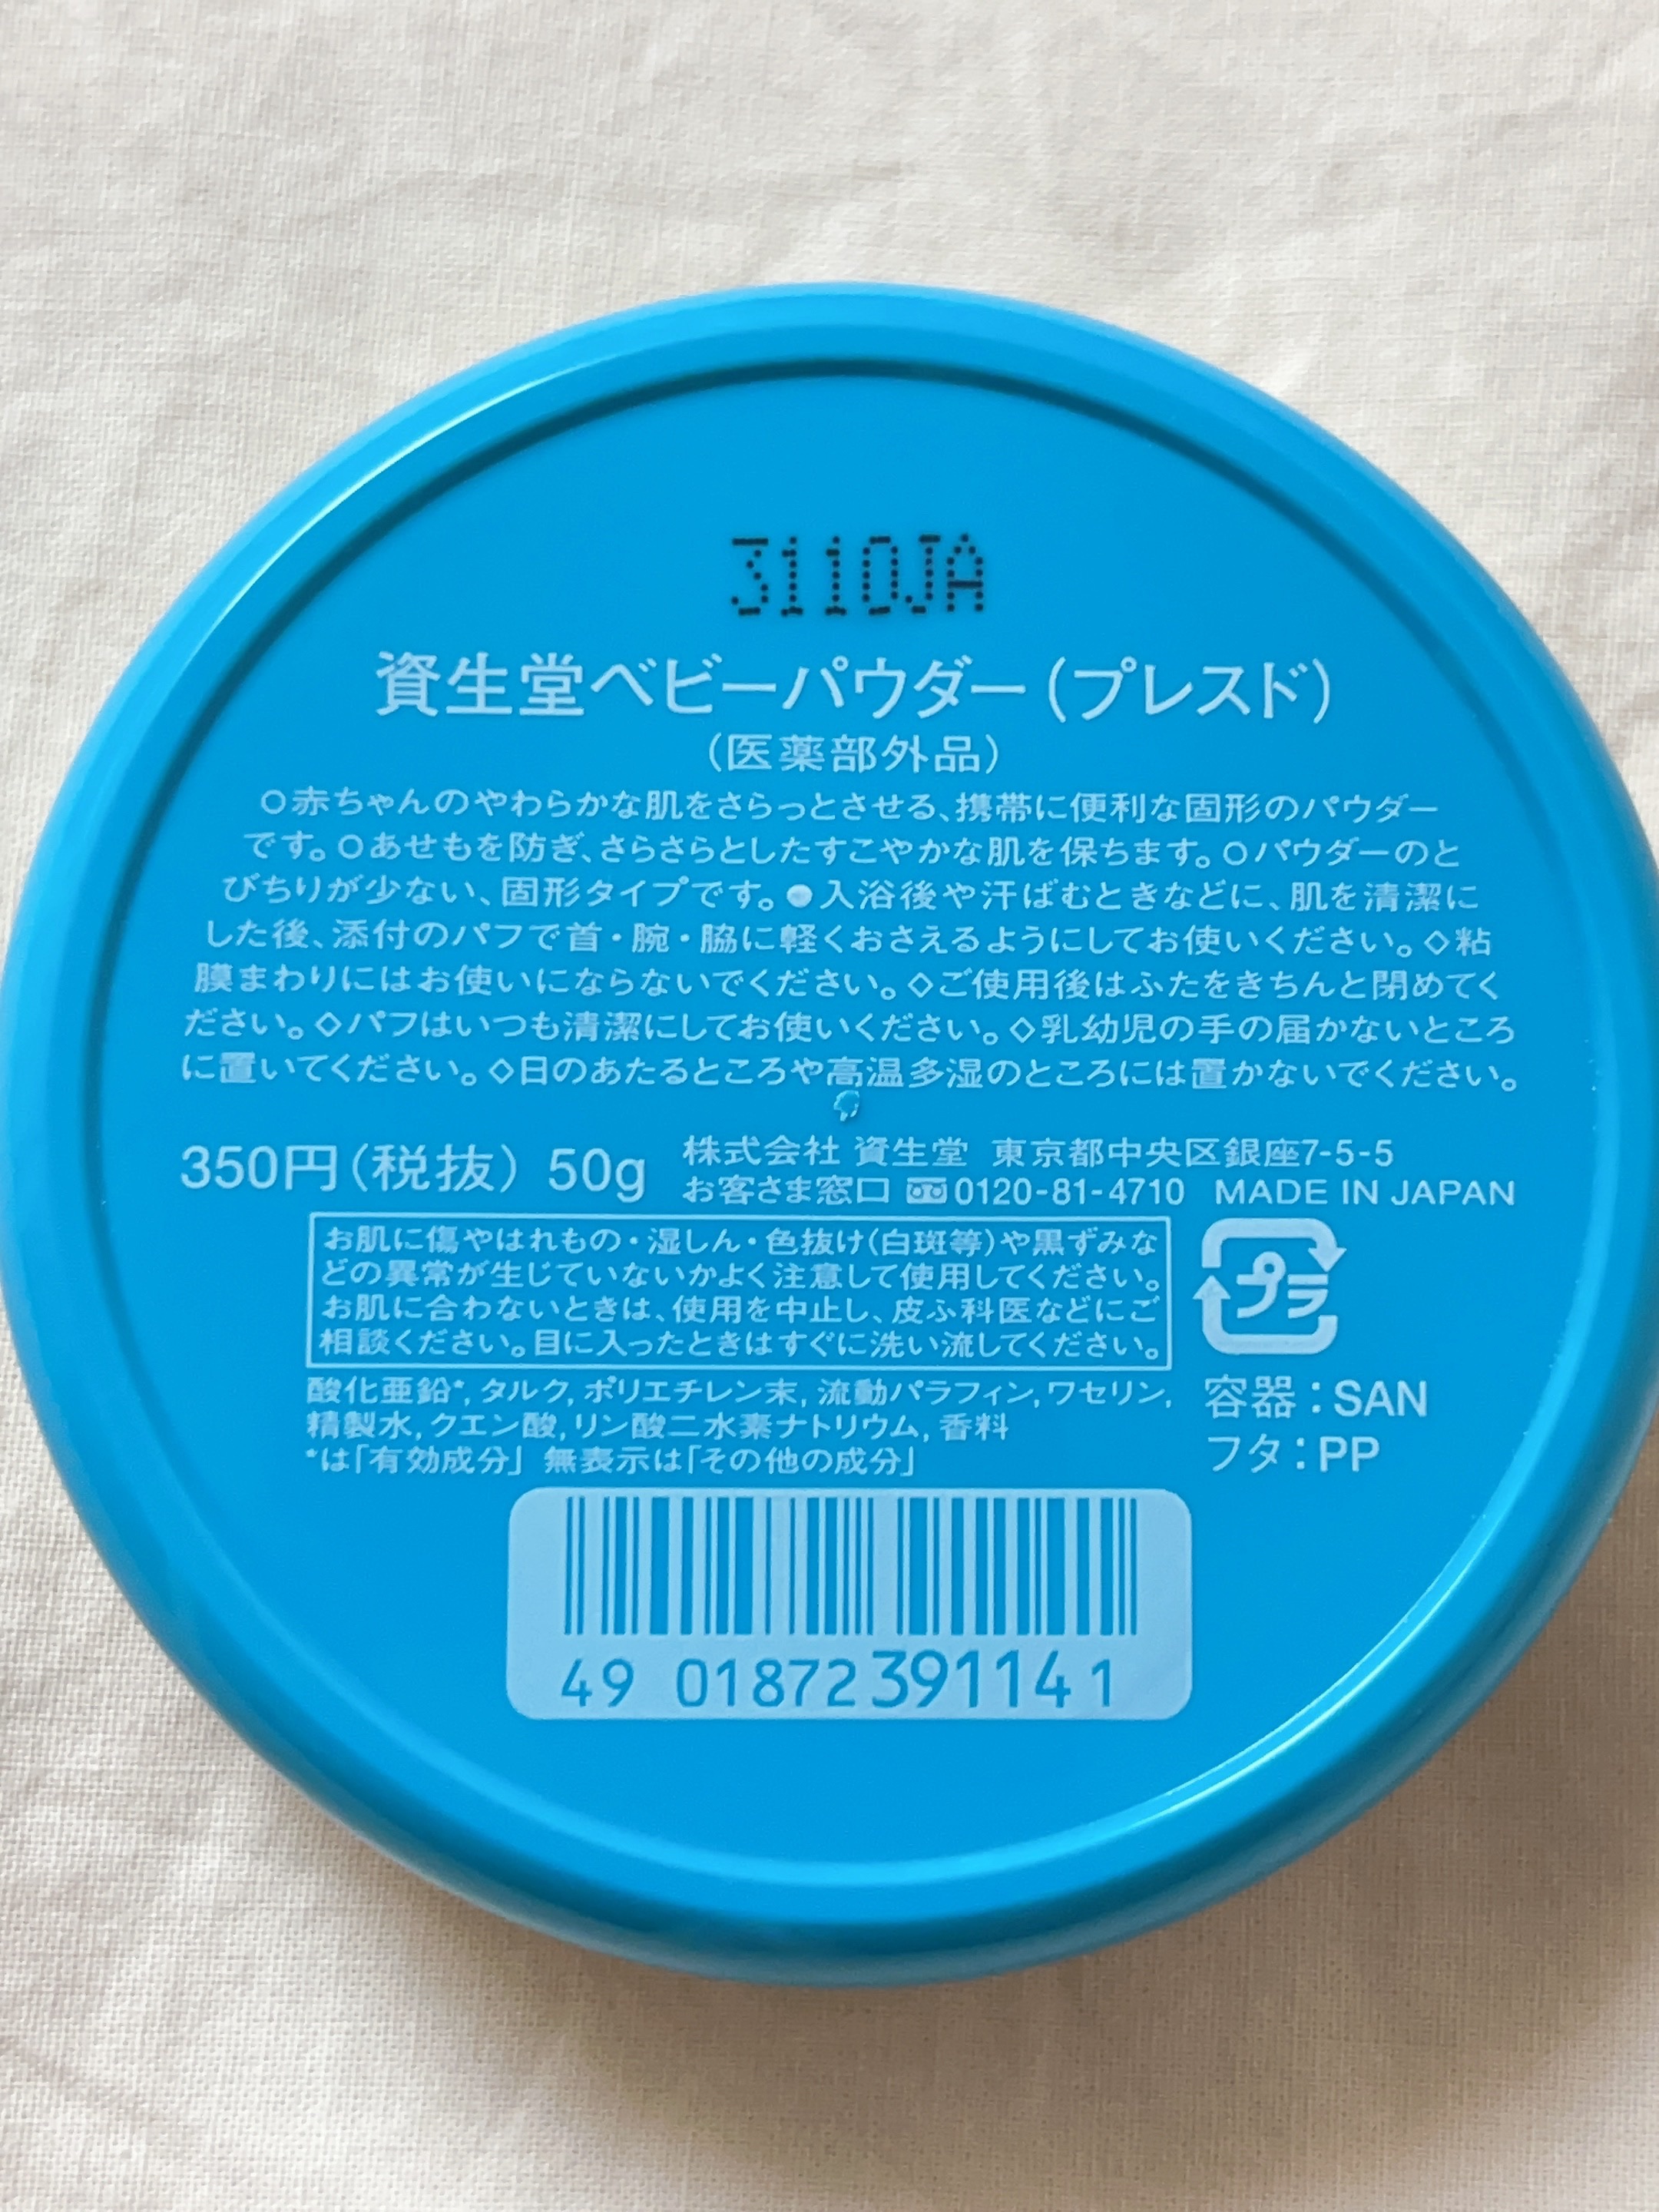 3110JA
資生堂ベビーパウダー(プレスド)
(医薬部外品)
○赤ちゃんのやわらかな肌をさらっとさせる、携帯に便利な固形のパウダー
です。○あせもを防ぎ、さらさらとしたすこやかな肌を保ちます。○パウダーのと
びちりが少ない、固形タイプです。●入浴後や汗ばむときなどに、肌を清潔に
した後、添付のパフで首・腕・脇に軽くおさえるようにしてお使いください。◇粘
膜まわりにはお使いにならないでください。◇ご使用後はふたをきちんと閉めてく
ださい。◇パフはいつも清潔にしてお使いください。◇乳幼児の手の届かないところ
に置いてください。◇日のあたるところや高温多湿のところには置かないでください。
350円(税抜) 50g
株式会社 資生堂 東京都中央区銀座7-5-5
お客さま窓口 0120-81-4710 MADE IN JAPAN
お肌に傷やはれもの・湿しん・色抜け(白斑等)や黒ずみな
どの異常が生じていないかよく注意して使用してください。
お肌に合わないときは、使用を中止し、皮ふ科医などにご
相談ください。目に入ったときはすぐに洗い流してください。
プラ
酸化亜鉛*, タルク, ポリエチレン末, 流動パラフィン, ワセリン,
精製水, クエン酸, リン酸二水素ナトリウム, 香料
*は「有効成分」 無表示は「その他の成分」
容器：SAN
フタ：PP
49 01872 391141